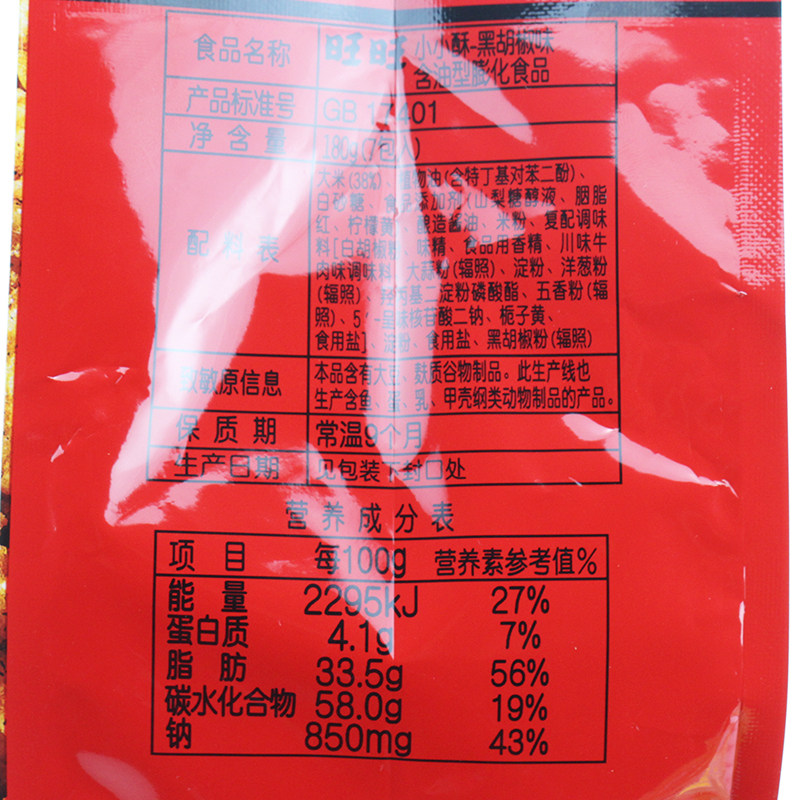 食品名称 旺旺 小小酥-黑胡椒味
含油型膨化食品
产品标准号 GB 17401
净含量 180g(7包入)
配料表 大米(38%)、植物油(含特丁基对苯二酚)、
白砂糖、食品添加剂(山梨糖醇液、胭脂
红、柠檬黄)、酿造酱油、米粉、复配调味
料[白胡椒粉、味精、食品用香精、川味牛
肉味调味料、大蒜粉(辐照)、淀粉、洋葱粉
(辐照)、羟丙基二淀粉磷酸酯、五香粉(辐
照)、5'-呈味核苷酸二钠、栀子黄、
食用盐]、淀粉、食用盐、黑胡椒粉(辐照)
致敏原信息 本品含有大豆、麸质谷物制品。此生产线也
生产含鱼、蛋、乳、甲壳纲类动物制品的产品。
保质期 常温9个月
生产日期 见包装下封口处
营养成分表
项目 每100g 营养素参考值%
能量 2295kJ 27%
蛋白质 4.1g 7%
脂肪 33.5g 56%
碳水化合物 58.0g 19%
钠 850mg 43%